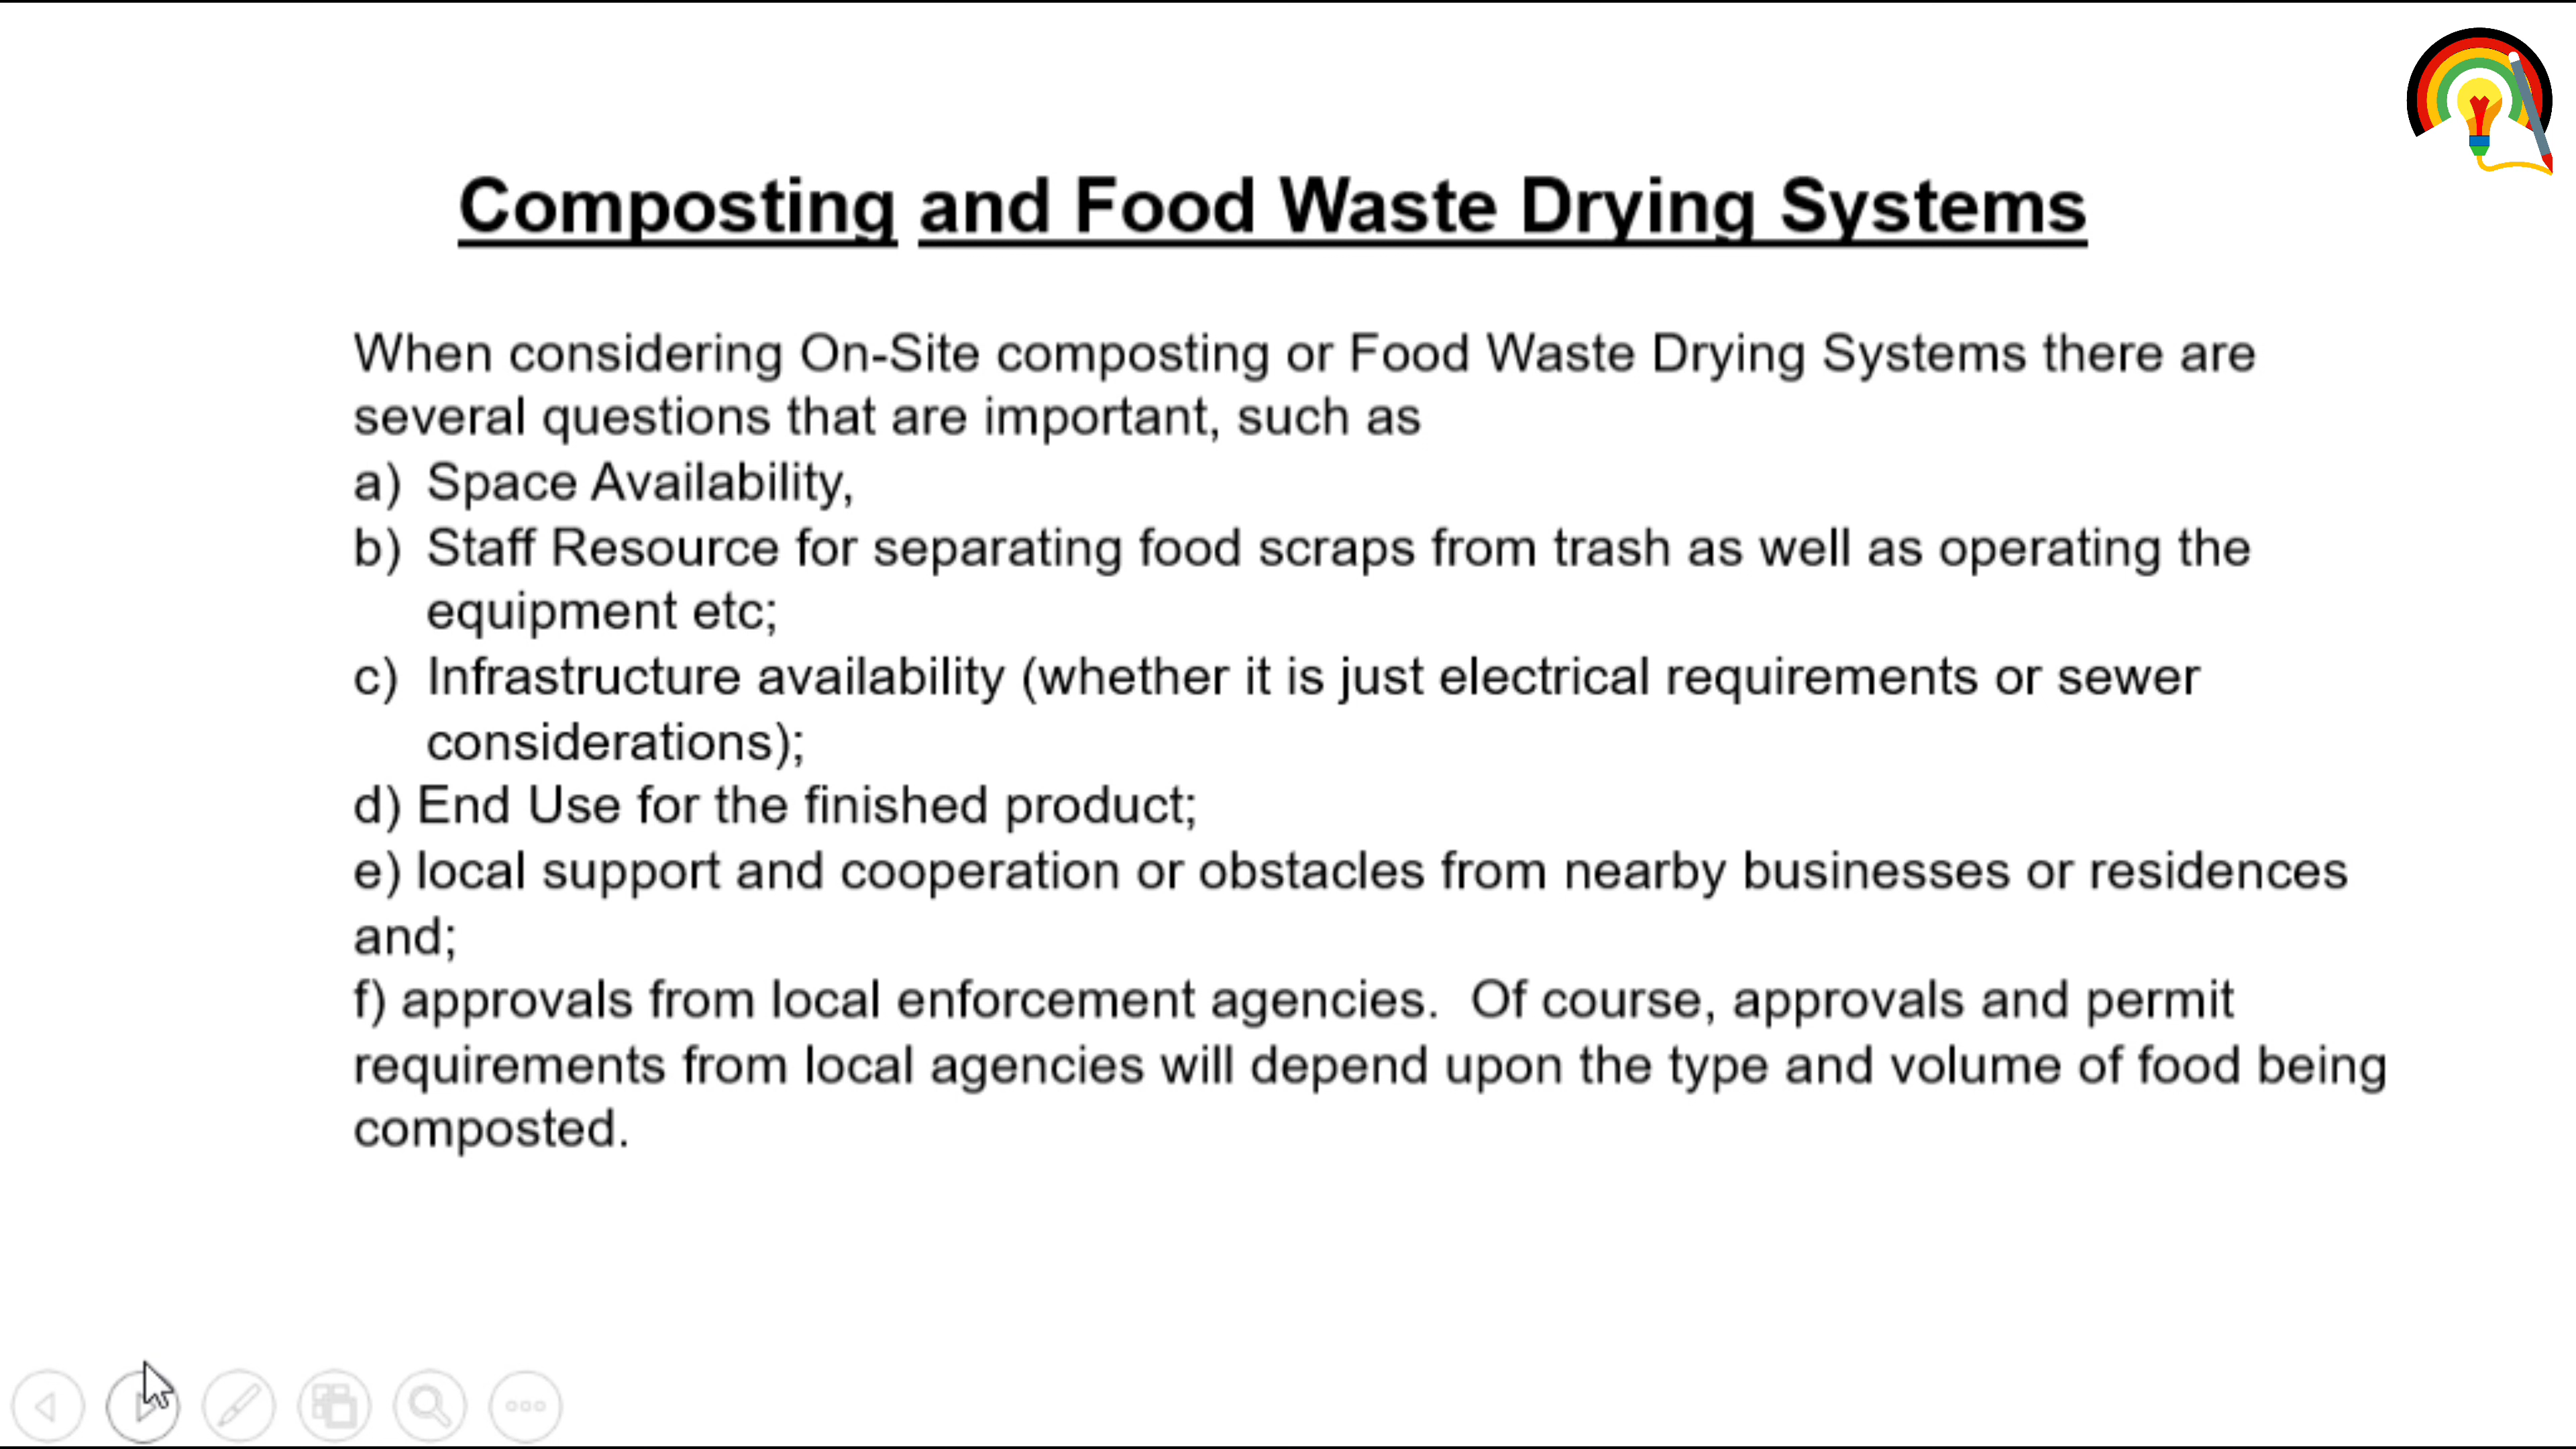 Composting and Food Waste Drying Systems
When considering On-Site composting or Food Waste Drying Systems there are
several questions that are important, such as
a) Space Availability,
b) Staff Resource for separating food scraps from trash as well as operating the
equipment etc;
c) Infrastructure availability (whether it is just electrical requirements or sewer
considerations);
d) End Use for the finished product;
e) local support and cooperation or obstacles from nearby businesses or residences
and;
f) approvals from local enforcement agencies.  Of course, approvals and permit
requirements from local agencies will depend upon the type and volume of food being
composted.